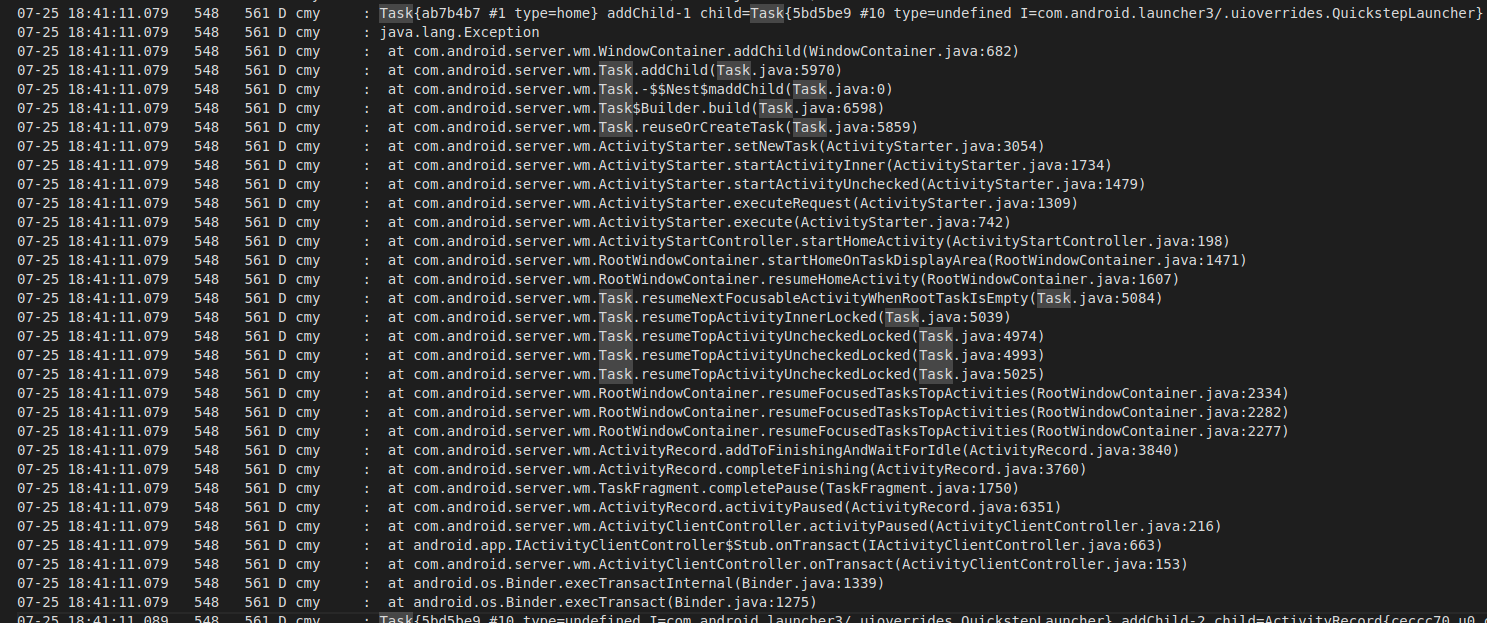 07-25 18:41:11.079   548   561 D cmy     : Task{ab7b4b7 #1 type=home} addChild-1 child=Task{5bd5be9 #10 type=undefined I=com.android.launcher3/.uioverrides.QuickstepLauncher}
07-25 18:41:11.079   548   561 D cmy     : java.lang.Exception
07-25 18:41:11.079   548   561 D cmy     :  at com.android.server.wm.WindowContainer.addChild(WindowContainer.java:682)
07-25 18:41:11.079   548   561 D cmy     :  at com.android.server.wm.Task.addChild(Task.java:5970)
07-25 18:41:11.079   548   561 D cmy     :  at com.android.server.wm.Task.-$$Nest$maddChild(Task.java:0)
07-25 18:41:11.079   548   561 D cmy     :  at com.android.server.wm.Task$Builder.build(Task.java:6598)
07-25 18:41:11.079   548   561 D cmy     :  at com.android.server.wm.Task.reuseOrCreateTask(Task.java:5859)
07-25 18:41:11.079   548   561 D cmy     :  at com.android.server.wm.ActivityStarter.setNewTask(ActivityStarter.java:3054)
07-25 18:41:11.079   548   561 D cmy     :  at com.android.server.wm.ActivityStarter.startActivityInner(ActivityStarter.java:1734)
07-25 18:41:11.079   548   561 D cmy     :  at com.android.server.wm.ActivityStarter.startActivityUnchecked(ActivityStarter.java:1479)
07-25 18:41:11.079   548   561 D cmy     :  at com.android.server.wm.ActivityStarter.executeRequest(ActivityStarter.java:1309)
07-25 18:41:11.079   548   561 D cmy     :  at com.android.server.wm.ActivityStarter.execute(ActivityStarter.java:742)
07-25 18:41:11.079   548   561 D cmy     :  at com.android.server.wm.ActivityStartController.startHomeActivity(ActivityStartController.java:198)
07-25 18:41:11.079   548   561 D cmy     :  at com.android.server.wm.RootWindowContainer.startHomeOnTaskDisplayArea(RootWindowContainer.java:1471)
07-25 18:41:11.079   548   561 D cmy     :  at com.android.server.wm.RootWindowContainer.resumeHomeActivity(RootWindowContainer.java:1607)
07-25 18:41:11.079   548   561 D cmy     :  at com.android.server.wm.Task.resumeNextFocusableActivityWhenRootTaskIsEmpty(Task.java:5084)
07-25 18:41:11.079   548   561 D cmy     :  at com.android.server.wm.Task.resumeTopActivityInnerLocked(Task.java:5039)
07-25 18:41:11.079   548   561 D cmy     :  at com.android.server.wm.Task.resumeTopActivityUncheckedLocked(Task.java:4974)
07-25 18:41:11.079   548   561 D cmy     :  at com.android.server.wm.Task.resumeTopActivityUncheckedLocked(Task.java:4993)
07-25 18:41:11.079   548   561 D cmy     :  at com.android.server.wm.Task.resumeTopActivityUncheckedLocked(Task.java:5025)
07-25 18:41:11.079   548   561 D cmy     :  at com.android.server.wm.RootWindowContainer.resumeFocusedTasksTopActivities(RootWindowContainer.java:2334)
07-25 18:41:11.079   548   561 D cmy     :  at com.android.server.wm.RootWindowContainer.resumeFocusedTasksTopActivities(RootWindowContainer.java:2282)
07-25 18:41:11.079   548   561 D cmy     :  at com.android.server.wm.RootWindowContainer.resumeFocusedTasksTopActivities(RootWindowContainer.java:2277)
07-25 18:41:11.079   548   561 D cmy     :  at com.android.server.wm.ActivityRecord.addToFinishingAndWaitForIdle(ActivityRecord.java:3840)
07-25 18:41:11.079   548   561 D cmy     :  at com.android.server.wm.ActivityRecord.completeFinishing(ActivityRecord.java:3760)
07-25 18:41:11.079   548   561 D cmy     :  at com.android.server.wm.TaskFragment.completePause(TaskFragment.java:1750)
07-25 18:41:11.079   548   561 D cmy     :  at com.android.server.wm.ActivityRecord.activityPaused(ActivityRecord.java:6351)
07-25 18:41:11.079   548   561 D cmy     :  at com.android.server.wm.ActivityClientController.activityPaused(ActivityClientController.java:216)
07-25 18:41:11.079   548   561 D cmy     :  at android.app.IActivityClientController$Stub.onTransact(IActivityClientController.java:663)
07-25 18:41:11.079   548   561 D cmy     :  at com.android.server.wm.ActivityClientController.onTransact(ActivityClientController.java:153)
07-25 18:41:11.079   548   561 D cmy     :  at android.os.Binder.execTransactInternal(Binder.java:1339)
07-25 18:41:11.079   548   561 D cmy     :  at android.os.Binder.execTransact(Binder.java:1275)
07-25 18:41:11.089   548   561 D cmy     : Task{5bd5be9 #10 type=undefined I=com.android.launcher3/.uioverrides.QuickstepLauncher} addChild-2 child=ActivityRecord{ceccc70 u0